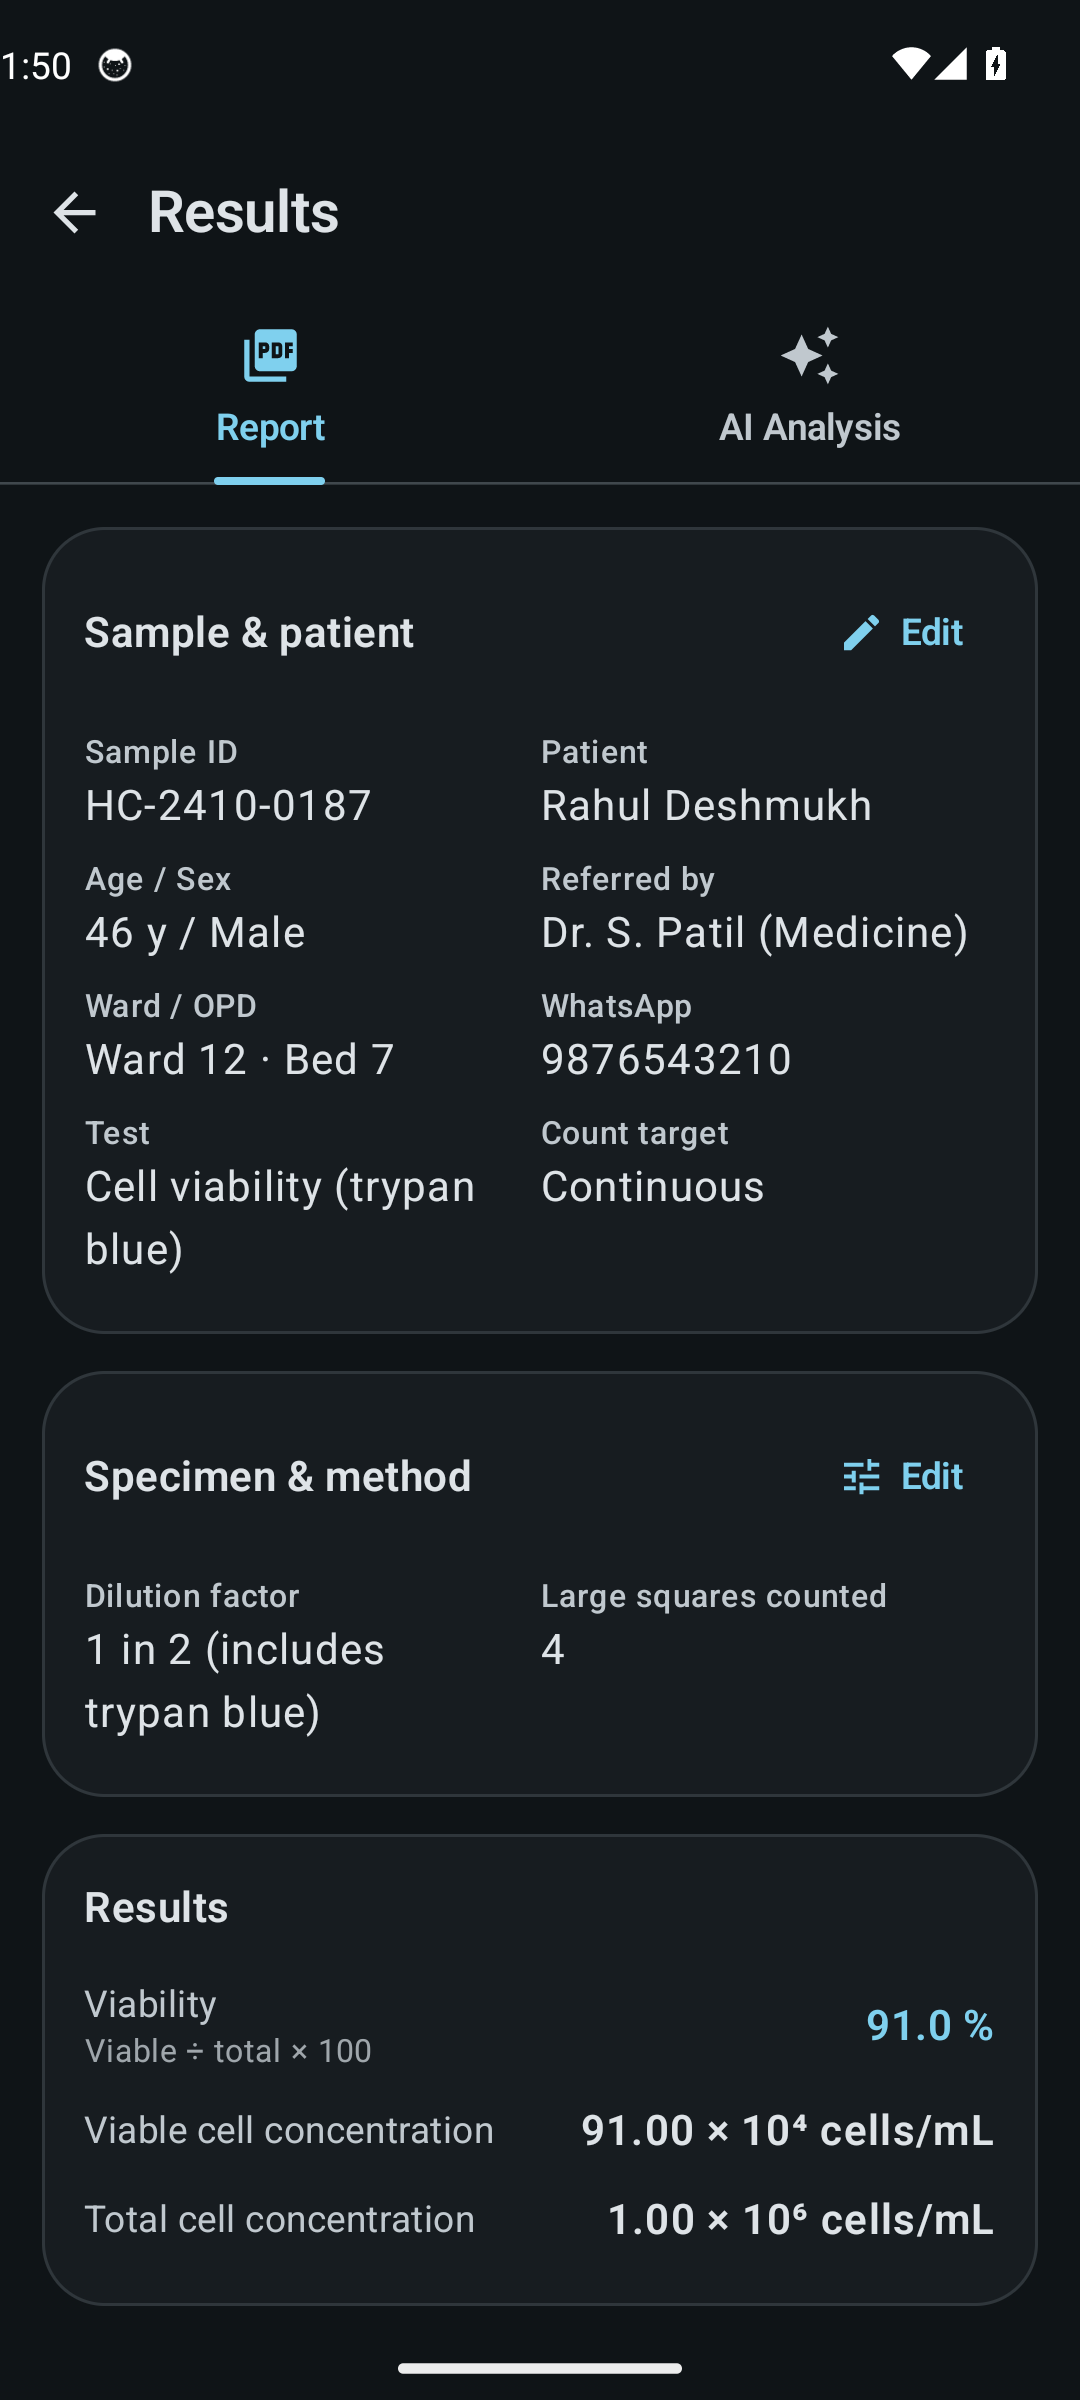 1:50
Results
PDF
Report
AI Analysis
Sample & patient
Edit
Sample ID
Patient
HC-2410-0187
Rahul Deshmukh
Age / Sex
Referred by
46 y / Male
Dr. S. Patil (Medicine)
Ward / OPD
WhatsApp
Ward 12 · Bed 7
9876543210
Test
Count target
Cell viability (trypan
blue)
Continuous
Specimen & method
Edit
Dilution factor
Large squares counted
1 in 2 (includes
trypan blue)
4
Results
Viability
Viable ÷ total × 100
91.0 %
Viable cell concentration
91.00 × 10⁴ cells/mL
Total cell concentration
1.00 × 10⁶ cells/mL